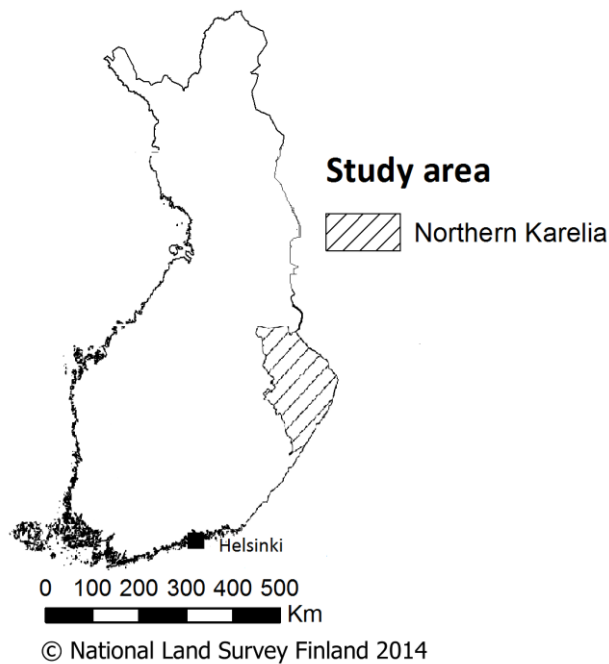 Study area
Northern Karelia
Helsinki
0 100 200 300 400 500
Km
© National Land Survey Finland 2014